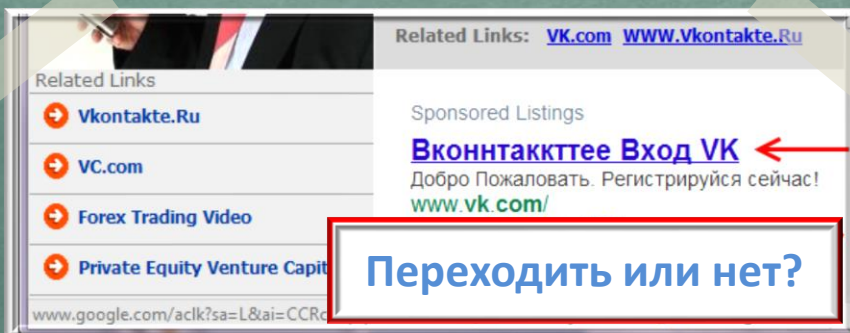 Related Links: VK.com WWW.Vkontakte.Ru
Related Links
Vkontakte.Ru
VC.com
Forex Trading Video
Private Equity Venture Capit
Sponsored Listings
Вконнтаккттее Вход VK
Добро Пожаловать. Регистрируйся сейчас!
www.vk.com/
Переходить или нет?
www.google.com/aclk?sa=L&ai=CCRc